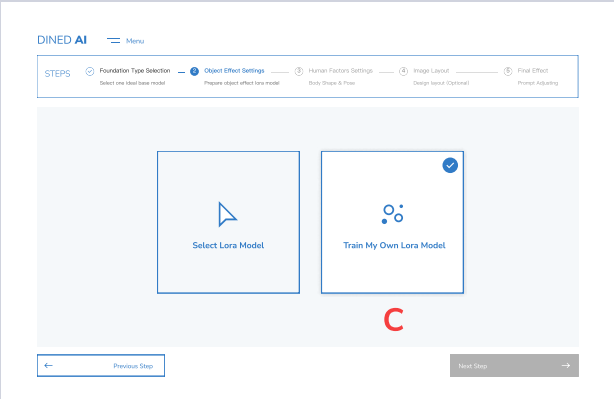 DINED AI
Menu
STEPS
Foundation Type Selection
Select one ideal base model
2 Object Effect Settings
Prepare object effect lora model
3 Human Factors Settings
Body Shape & Pose
4 Image Layout
Design layout (Optional)
5 Final Effect
Prompt Adjusting
Select Lora Model
Train My Own Lora Model
C
Previous Step
Next Step